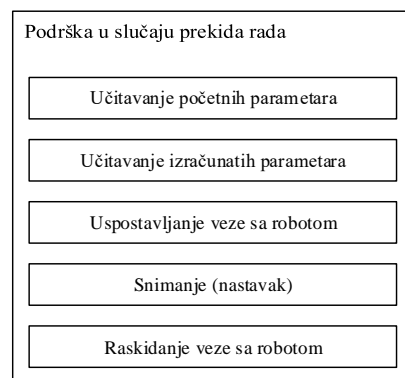 Podrška u slučaju prekida rada
Učitavanje početnih parametara
Učitavanje izračunatih parametara
Uspostavljanje veze sa robotom
Snimanje (nastavak)
Raskidanje veze sa robotom